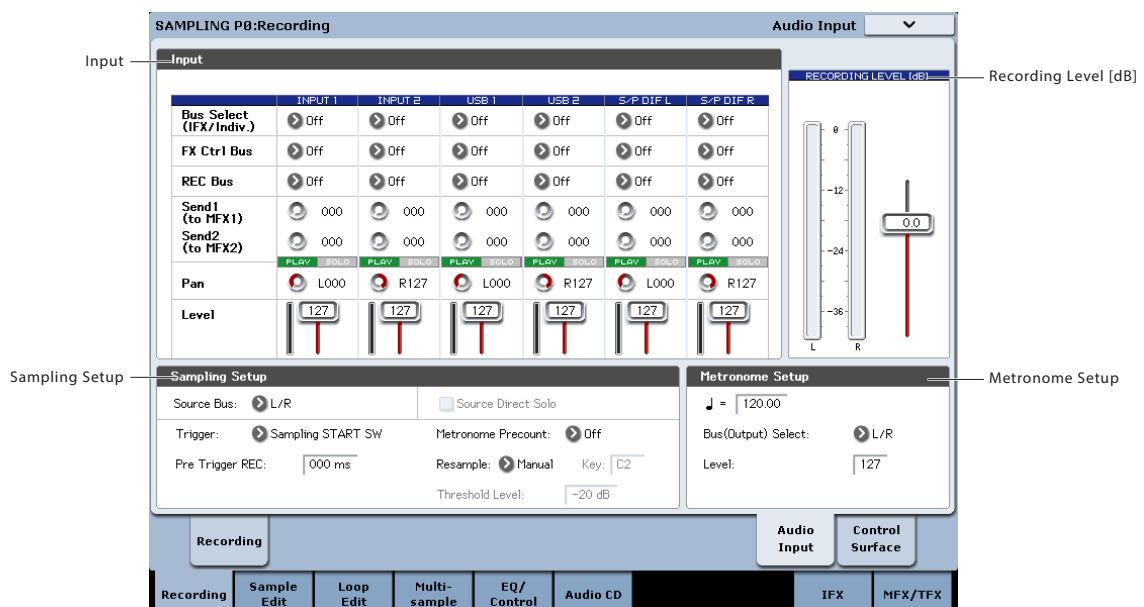 SAMPLING P0:Recording Audio Input
Input
Recording Level [dB]
Input
RECORDING LEVEL (dB)
INPUT 1 INPUT 2 USB 1 USB 2 S/P DIF L S/P DIF R
Bus Select
(IFX/Indiv.) Off Off Off Off Off Off
FX Ctrl Bus Off Off Off Off Off Off
REC Bus Off Off Off Off Off Off
Send1
(to MFX1) 000 000 000 000 000 000
Send2
(to MFX2) 000 000 000 000 000 000
PLAY SOLO PLAY SOLO PLAY SOLO PLAY SOLO PLAY SOLO PLAY SOLO
Pan L000 R127 L000 R127 L000 R127
Level 127 127 127 127 127 127
0
-12
-24
-36
L R
0.0
Sampling Setup
Metronome Setup
Sampling Setup
Source Bus: L/R Source Direct Solo
Trigger: Sampling START SW Metronome Precount: Off
Pre Trigger REC: 000 ms Resample: Manual Key: C2
Threshold Level: -20 dB
Metronome Setup
♩ = 120.00
Bus(Output) Select: L/R
Level: 127
Recording
Audio
Input
Control
Surface
Recording
Sample
Edit
Loop
Edit
Multi-
sample
EQ/
Control
Audio CD
IFX
MFX/TFX